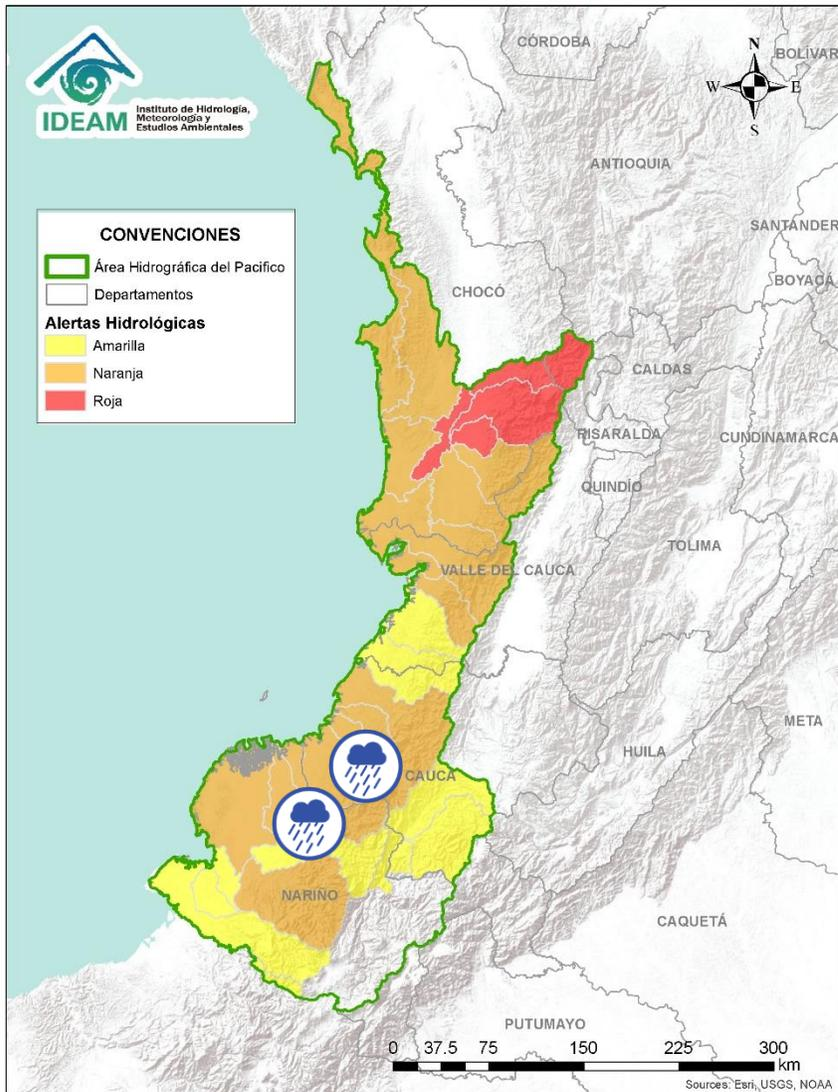 IDEAM
Instituto de Hidrología,
Meteorología y
Estudios Ambientales
N
W
E
S
CONVENCIONES
Área Hidrográfica del Pacifico
Departamentos
Alertas Hidrológicas
Amarilla
Naranja
Roja
CÓRDOBA
BOLÍVAR
ANTIOQUIA
SANTANDER
BOYACÁ
CHOCÓ
CALDAS
RISARALDA
CUNDINAMARCA
QUINDÍO
TOLIMA
VALLE DEL CAUCA
META
HUILA
CAUCA
NARIÑO
CAQUETÁ
PUTUMAYO
0 37.5 75 150 225 300
km
Sources: Esri, USGS, NOAA